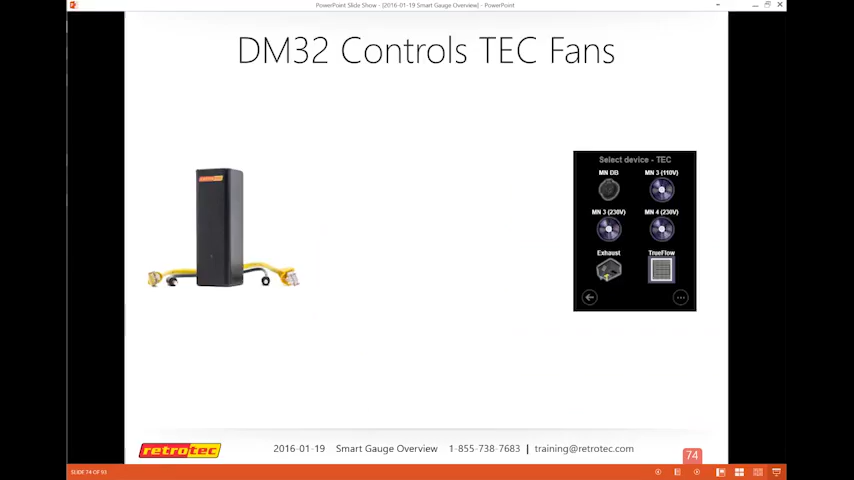 PowerPoint Slide Show - [2016-01-19 Smart Gauge Overview] - PowerPoint
DM32 Controls TEC Fans
retrotec
Select device - TEC
MN DB
MN 3 (110V)
MN 3 (230V)
MN 4 (230V)
Exhaust
TrueFlow
retrotec
2016-01-19 Smart Gauge Overview 1-855-738-7683 | training@retrotec.com
74
SLIDE 74 OF 93